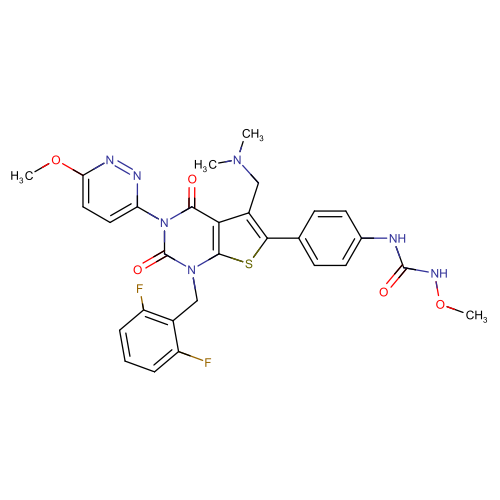 CH₃
H₃C N
O N N O
H₃C N NH
O N S O NH
F O CH₃
F